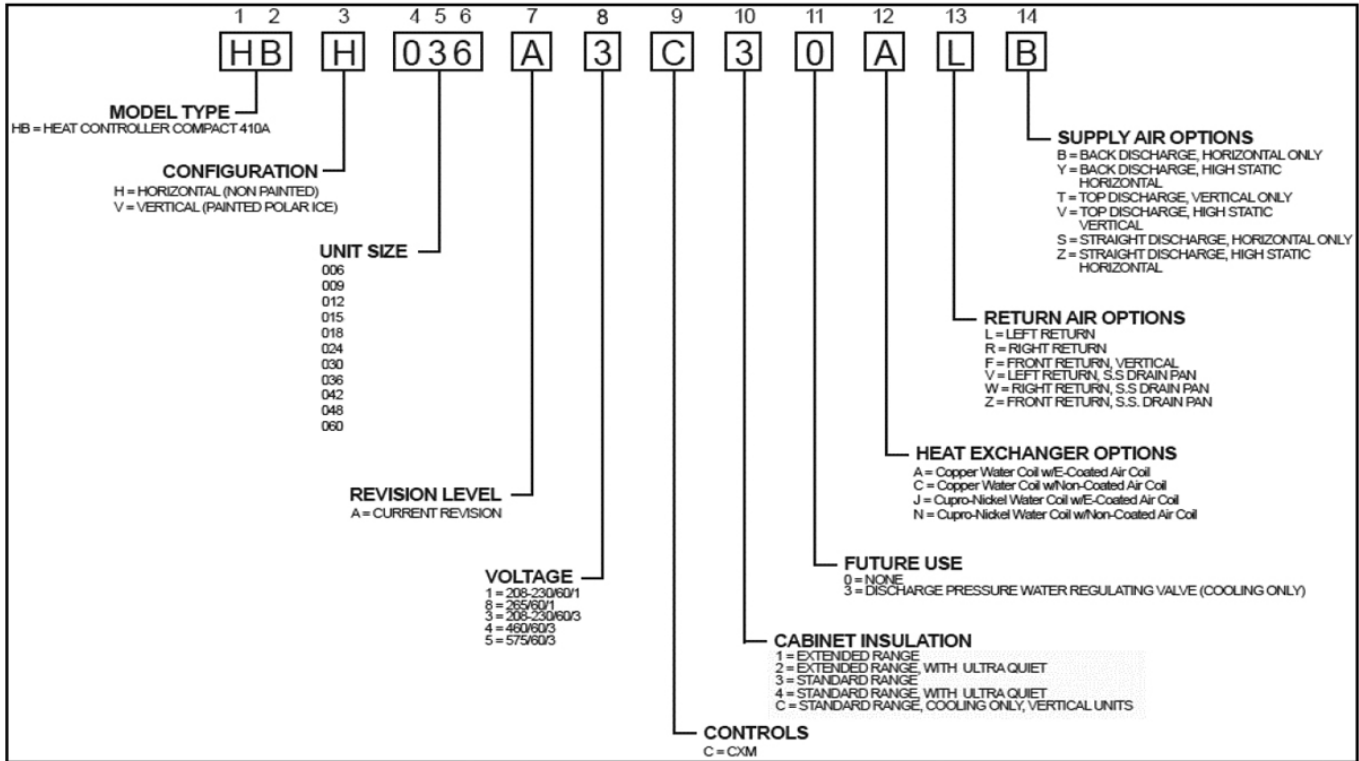 1 2 3 4 5 6 7 8 9 10 11 12 13 14
HB H 036 A 3 C 3 0 A L B
MODEL TYPE
HB = HEAT CONTROLLER COMPACT 410A
CONFIGURATION
H = HORIZONTAL (NON PAINTED)
V = VERTICAL (PAINTED POLAR ICE)
UNIT SIZE
006
009
012
015
018
024
030
036
042
048
060
REVISION LEVEL
A = CURRENT REVISION
VOLTAGE
1 = 208-230/60/1
8 = 265/60/1
3 = 208-230/60/3
4 = 460/60/3
5 = 575/60/3
CONTROLS
C = CXM
CABINET INSULATION
1 = EXTENDED RANGE
2 = EXTENDED RANGE, WITH ULTRA QUIET
3 = STANDARD RANGE
4 = STANDARD RANGE, WITH ULTRA QUIET
C = STANDARD RANGE, COOLING ONLY, VERTICAL UNITS
FUTURE USE
0 = NONE
3 = DISCHARGE PRESSURE WATER REGULATING VALVE (COOLING ONLY)
HEAT EXCHANGER OPTIONS
A = Copper Water Coil w/E-Coated Air Coil
C = Copper Water Coil w/Non-Coated Air Coil
J = Cupro-Nickel Water Coil w/E-Coated Air Coil
N = Cupro-Nickel Water Coil w/Non-Coated Air Coil
RETURN AIR OPTIONS
L = LEFT RETURN
R = RIGHT RETURN
F = FRONT RETURN, VERTICAL
V = LEFT RETURN, S.S DRAIN PAN
W = RIGHT RETURN, S.S DRAIN PAN
Z = FRONT RETURN, S.S. DRAIN PAN
SUPPLY AIR OPTIONS
B = BACK DISCHARGE, HORIZONTAL ONLY
Y = BACK DISCHARGE, HIGH STATIC
HORIZONTAL
T = TOP DISCHARGE, VERTICAL ONLY
V = TOP DISCHARGE, HIGH STATIC
VERTICAL
S = STRAIGHT DISCHARGE, HORIZONTAL ONLY
Z = STRAIGHT DISCHARGE, HIGH STATIC
HORIZONTAL